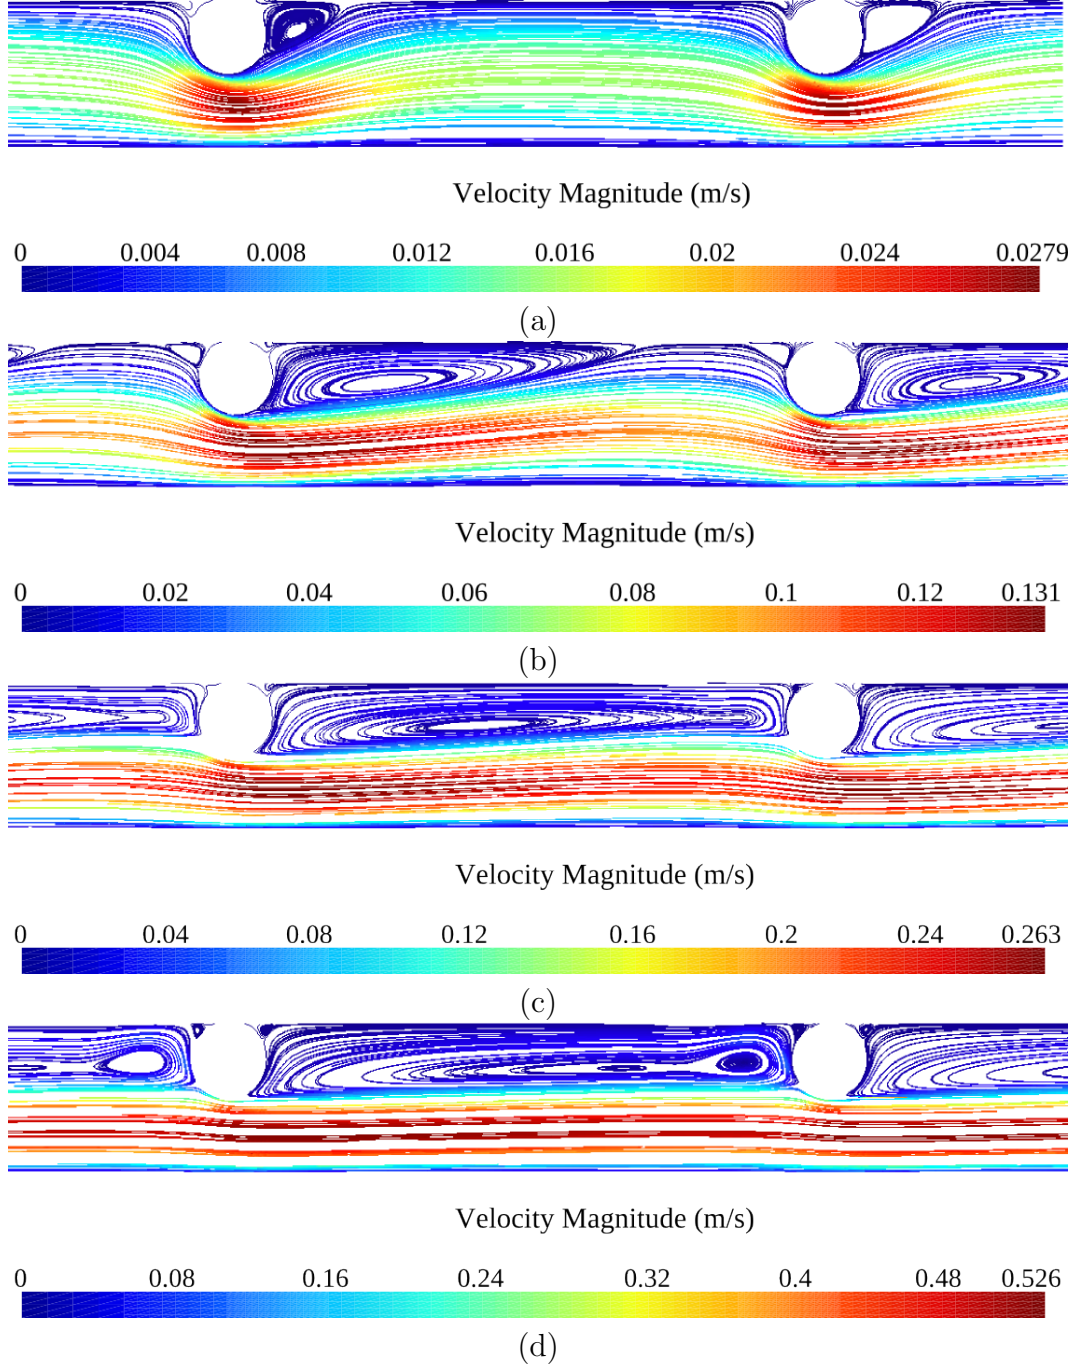 Velocity Magnitude (m/s)
0 0.004 0.008 0.012 0.016 0.02 0.024 0.0279
(a)
Velocity Magnitude (m/s)
0 0.02 0.04 0.06 0.08 0.1 0.12 0.131
(b)
Velocity Magnitude (m/s)
0 0.04 0.08 0.12 0.16 0.2 0.24 0.263
(c)
Velocity Magnitude (m/s)
0 0.08 0.16 0.24 0.32 0.4 0.48 0.526
(d)